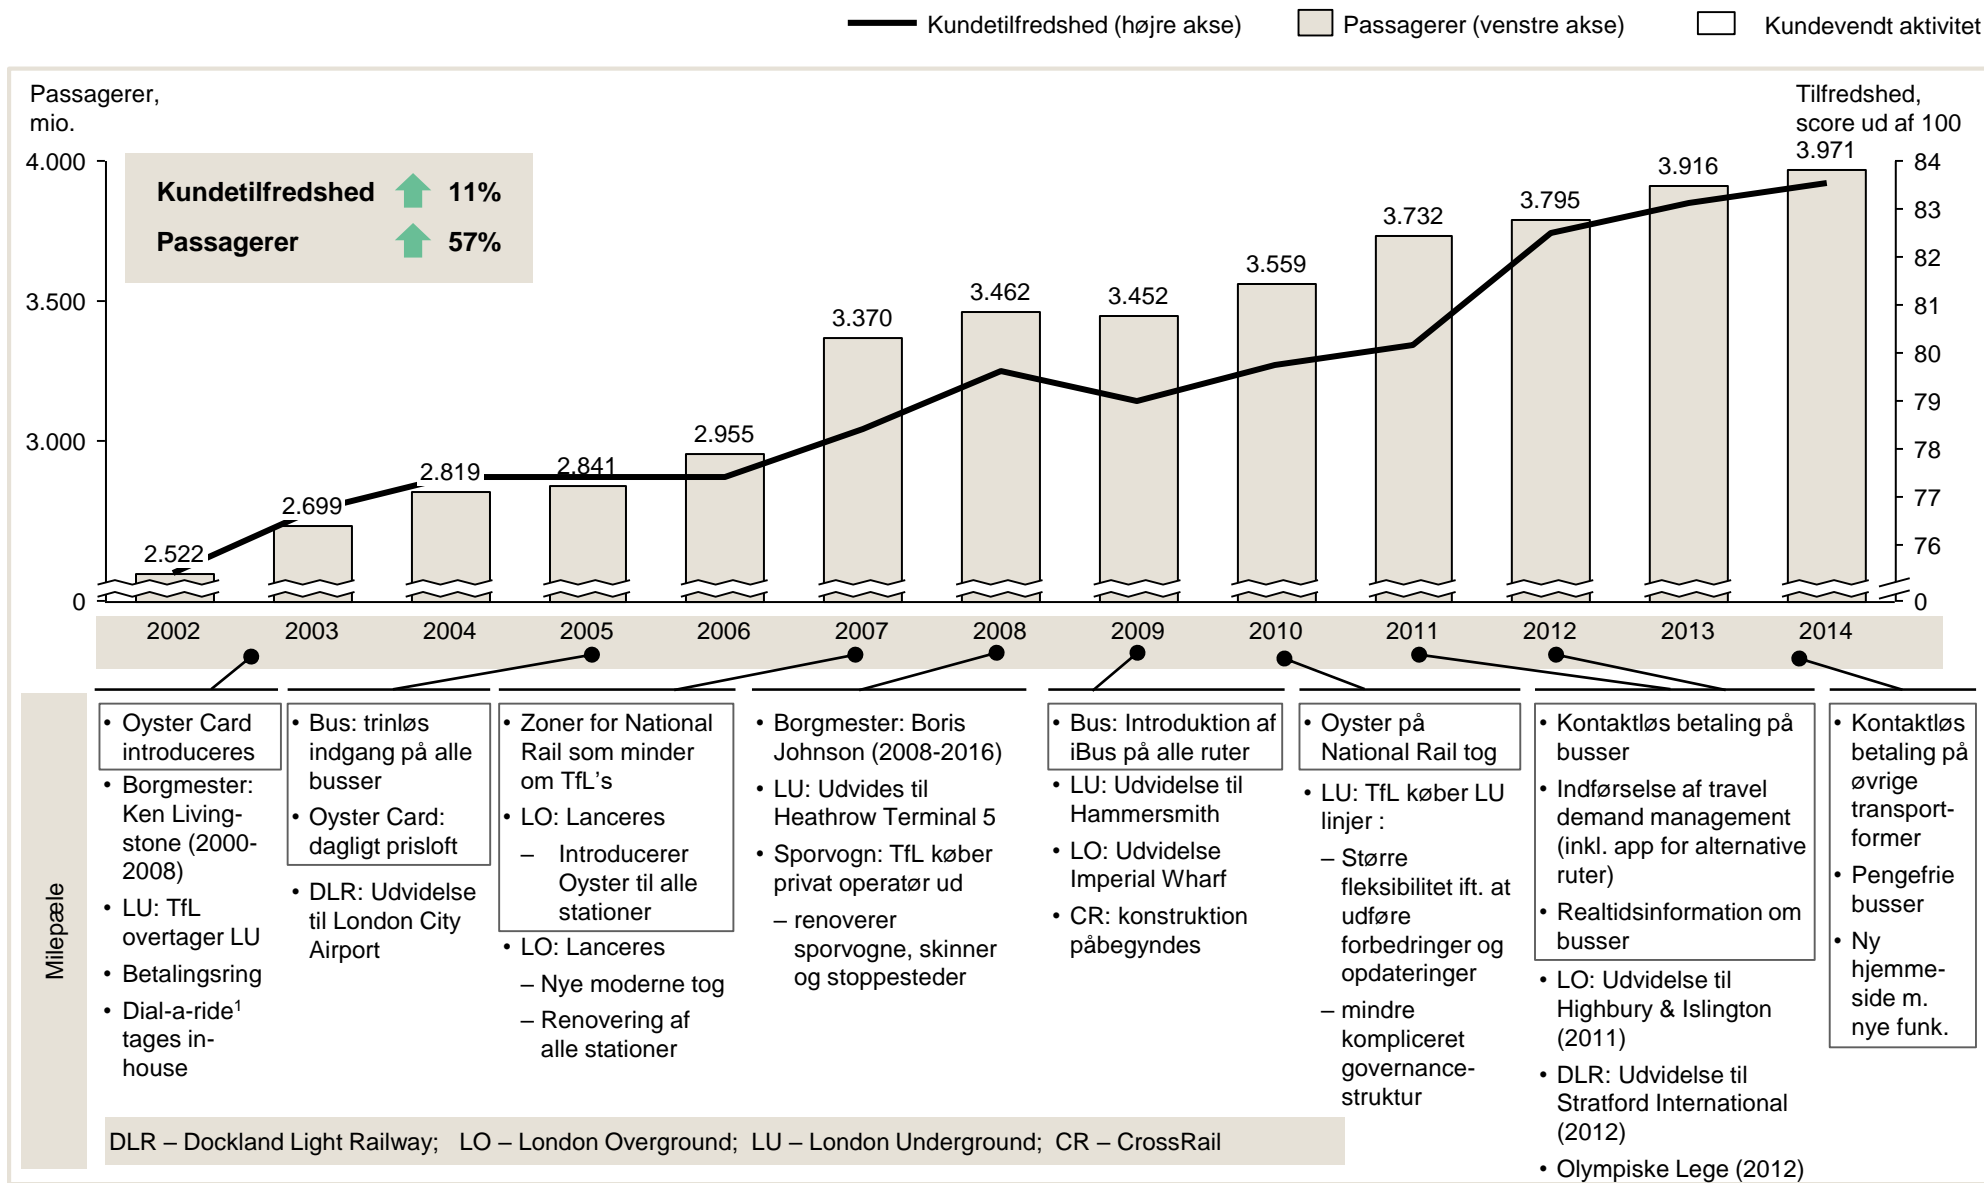 Kundetilfredshed (højre akse)
Passagerer (venstre akse)
Kundevendt aktivitet
Passagerer,
mio.
Tilfredshed,
score ud af 100
Kundetilfredshed 11%
Passagerer 57%
4.000
3.500
3.000
0
2.522
2.699
2.819
2.841
2.955
3.370
3.462
3.452
3.559
3.732
3.795
3.916
3.971
84
83
82
81
80
79
78
77
76
0
2002 2003 2004 2005 2006 2007 2008 2009 2010 2011 2012 2013 2014
Milepæle
• Oyster Card
introduceres
• Borgmester:
Ken Living-
stone (2000-
2008)
• LU: TfL
overtager LU
• Betalingsring
• Dial-a-ride1
tages in-
house
• Bus: trinløs
indgang på alle
busser
• Oyster Card:
dagligt prisloft
• DLR: Udvidelse
til London City
Airport
• Zoner for National
Rail som minder
om TfL's
• LO: Lanceres
– Introducerer
Oyster til alle
stationer
• LO: Lanceres
– Nye moderne tog
– Renovering af
alle stationer
• Borgmester: Boris
Johnson (2008-2016)
• LU: Udvides til
Heathrow Terminal 5
• Sporvogn: TfL køber
privat operatør ud
– renoverer
sporvogne, skinner
og stoppesteder
• Bus: Introduktion af
iBus på alle ruter
• LU: Udvidelse til
Hammersmith
• LO: Udvidelse
Imperial Wharf
• CR: konstruktion
påbegyndes
• Oyster på
National Rail tog
• LU: TfL køber LU
linjer :
– Større
fleksibilitet ift. at
udføre
forbedringer og
opdateringer
– mindre
kompliceret
governance-
struktur
• Kontaktløs betaling på
busser
• Indførselse af travel
demand management
(inkl. app for alternative
ruter)
• Realtidsinformation om
busser
• LO: Udvidelse til
Highbury & Islington
(2011)
• DLR: Udvidelse til
Stratford International
(2012)
• Olympiske Lege (2012)
• Kontaktløs
betaling på
øvrige
transport-
former
• Pengefrie
busser
• Ny
hjemme-
side m.
nye funk.
DLR – Dockland Light Railway; LO – London Overground; LU – London Underground; CR – CrossRail